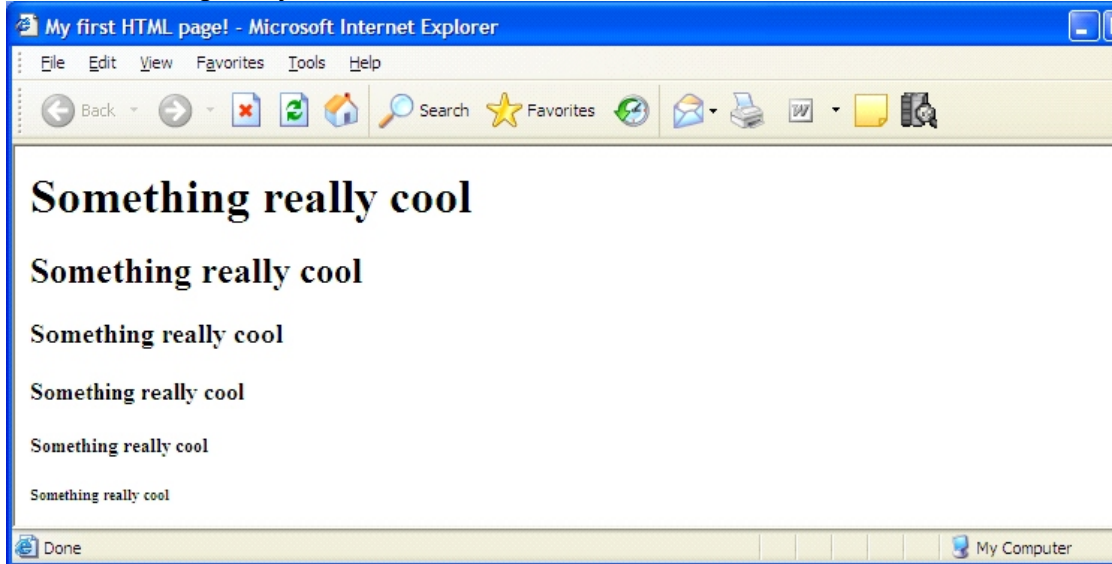 My first HTML page! - Microsoft Internet Explorer
File Edit View Favorites Tools Help
Back Search Favorites W
Something really cool
Something really cool
Something really cool
Something really cool
Something really cool
Something really cool
Done My Computer